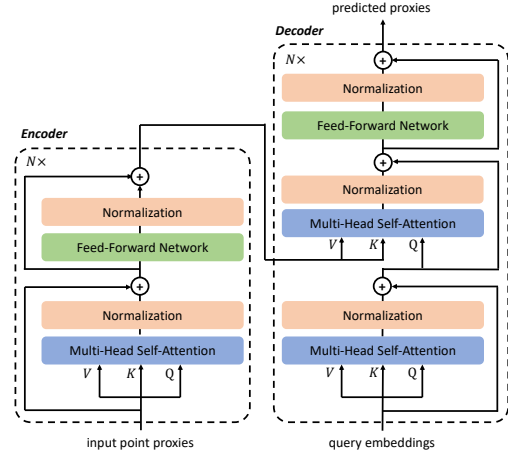 predicted proxies
Decoder
N×
Normalization
Feed-Forward Network
Normalization
Multi-Head Self-Attention
V K Q
Normalization
Multi-Head Self-Attention
V K Q
query embeddings
Encoder
N×
Normalization
Feed-Forward Network
Normalization
Multi-Head Self-Attention
V K Q
input point proxies